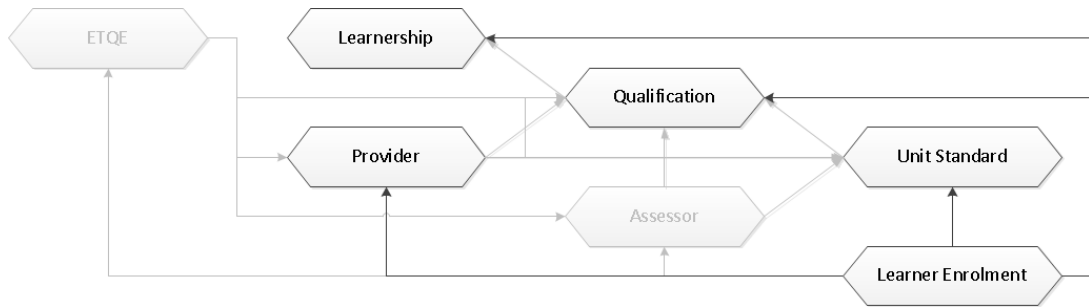 ETQE
Learnership
Qualification
Provider
Unit Standard
Assessor
Learner Enrolment